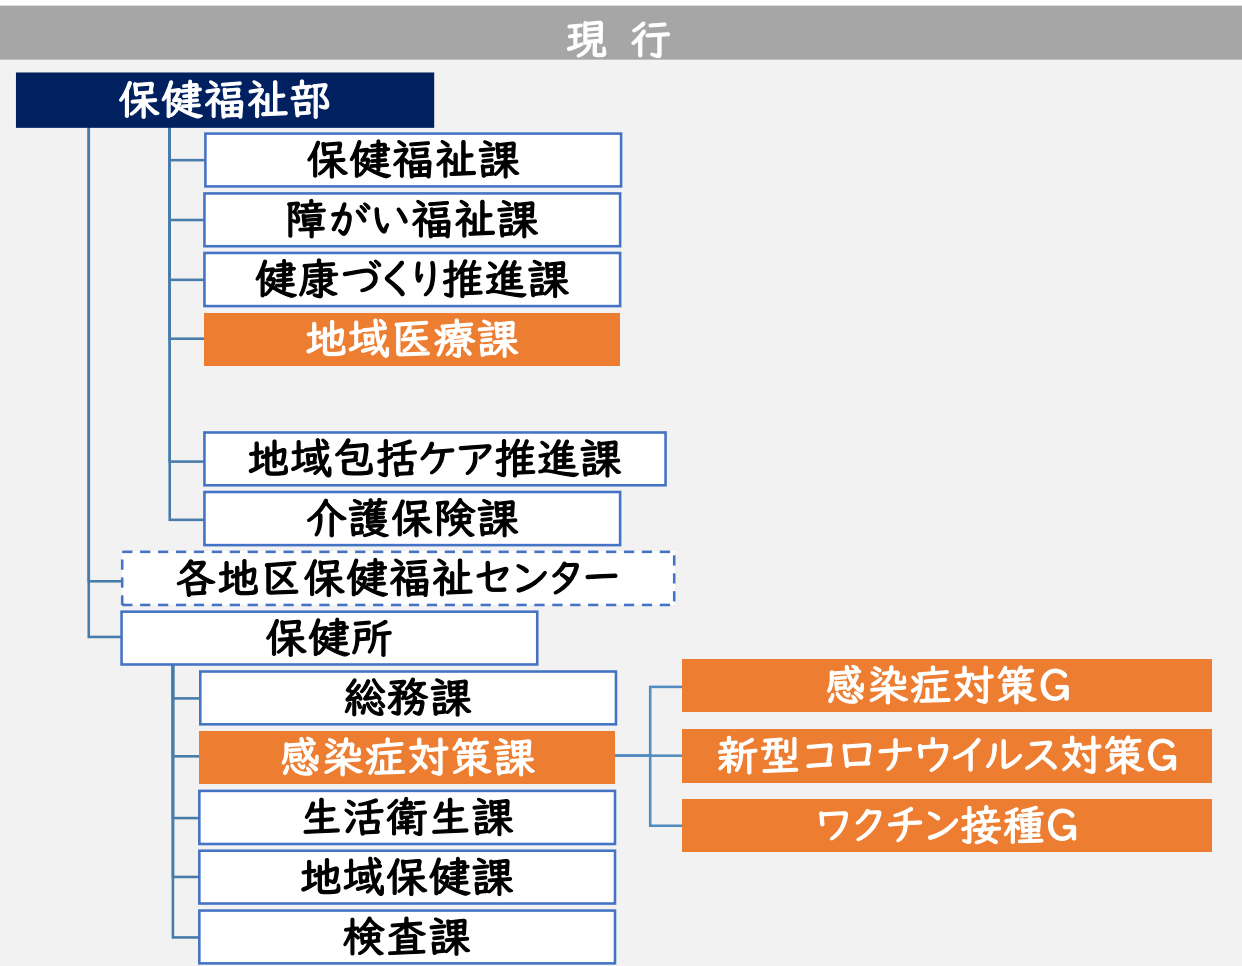 現 行
保健福祉部
保健福祉課
障がい福祉課
健康づくり推進課
地域医療課
地域包括ケア推進課
介護保険課
各地区保健福祉センター
保健所
総務課
感染症対策課
生活衛生課
地域保健課
検査課
感染症対策G
新型コロナウイルス対策G
ワクチン接種G